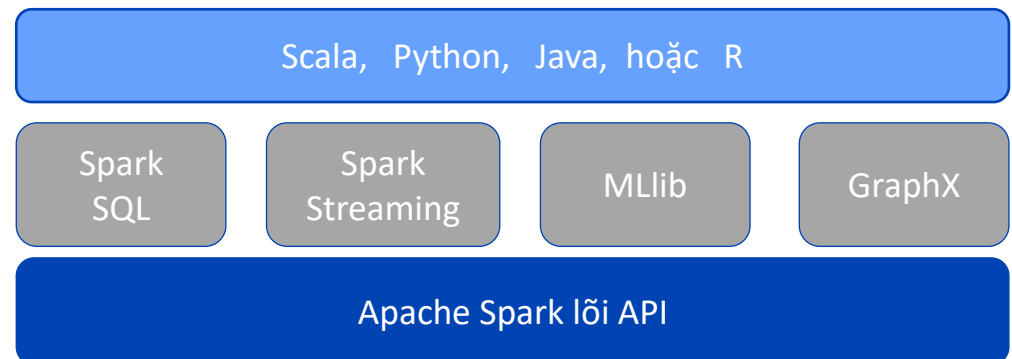 Scala, Python, Java, hoặc R
Spark
SQL
Spark
Streaming
MLlib
GraphX
Apache Spark lõi API